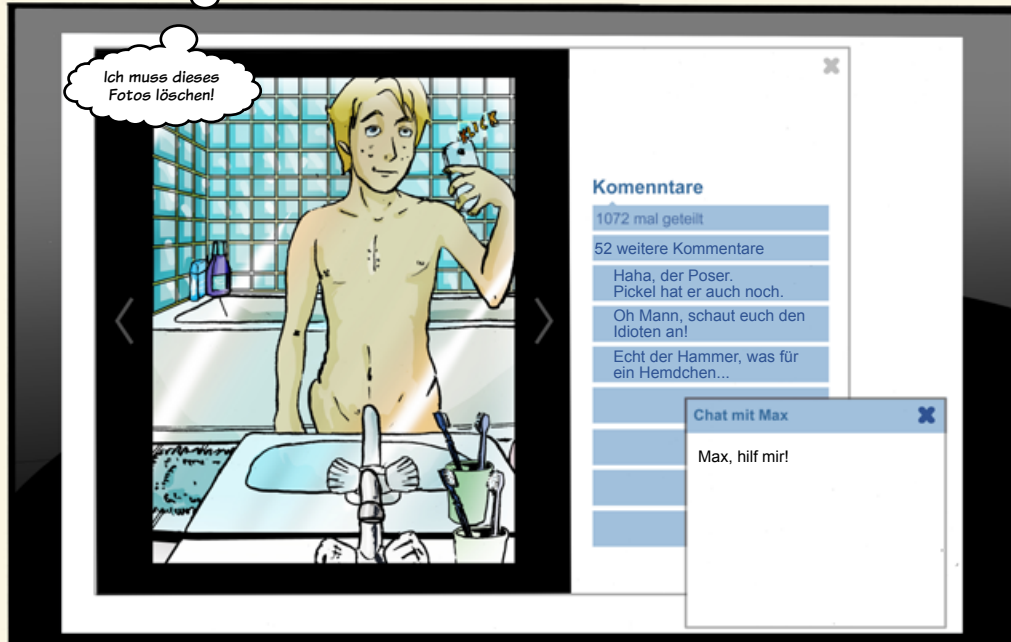 Ich muss dieses
Fotos löschen!
KLICK
Komenntare
1072 mal geteilt
52 weitere Kommentare
Haha, der Poser.
Pickel hat er auch noch.
Oh Mann, schaut euch den
Idioten an!
Echt der Hammer, was für
ein Hemdchen...
Chat mit Max
Max, hilf mir!